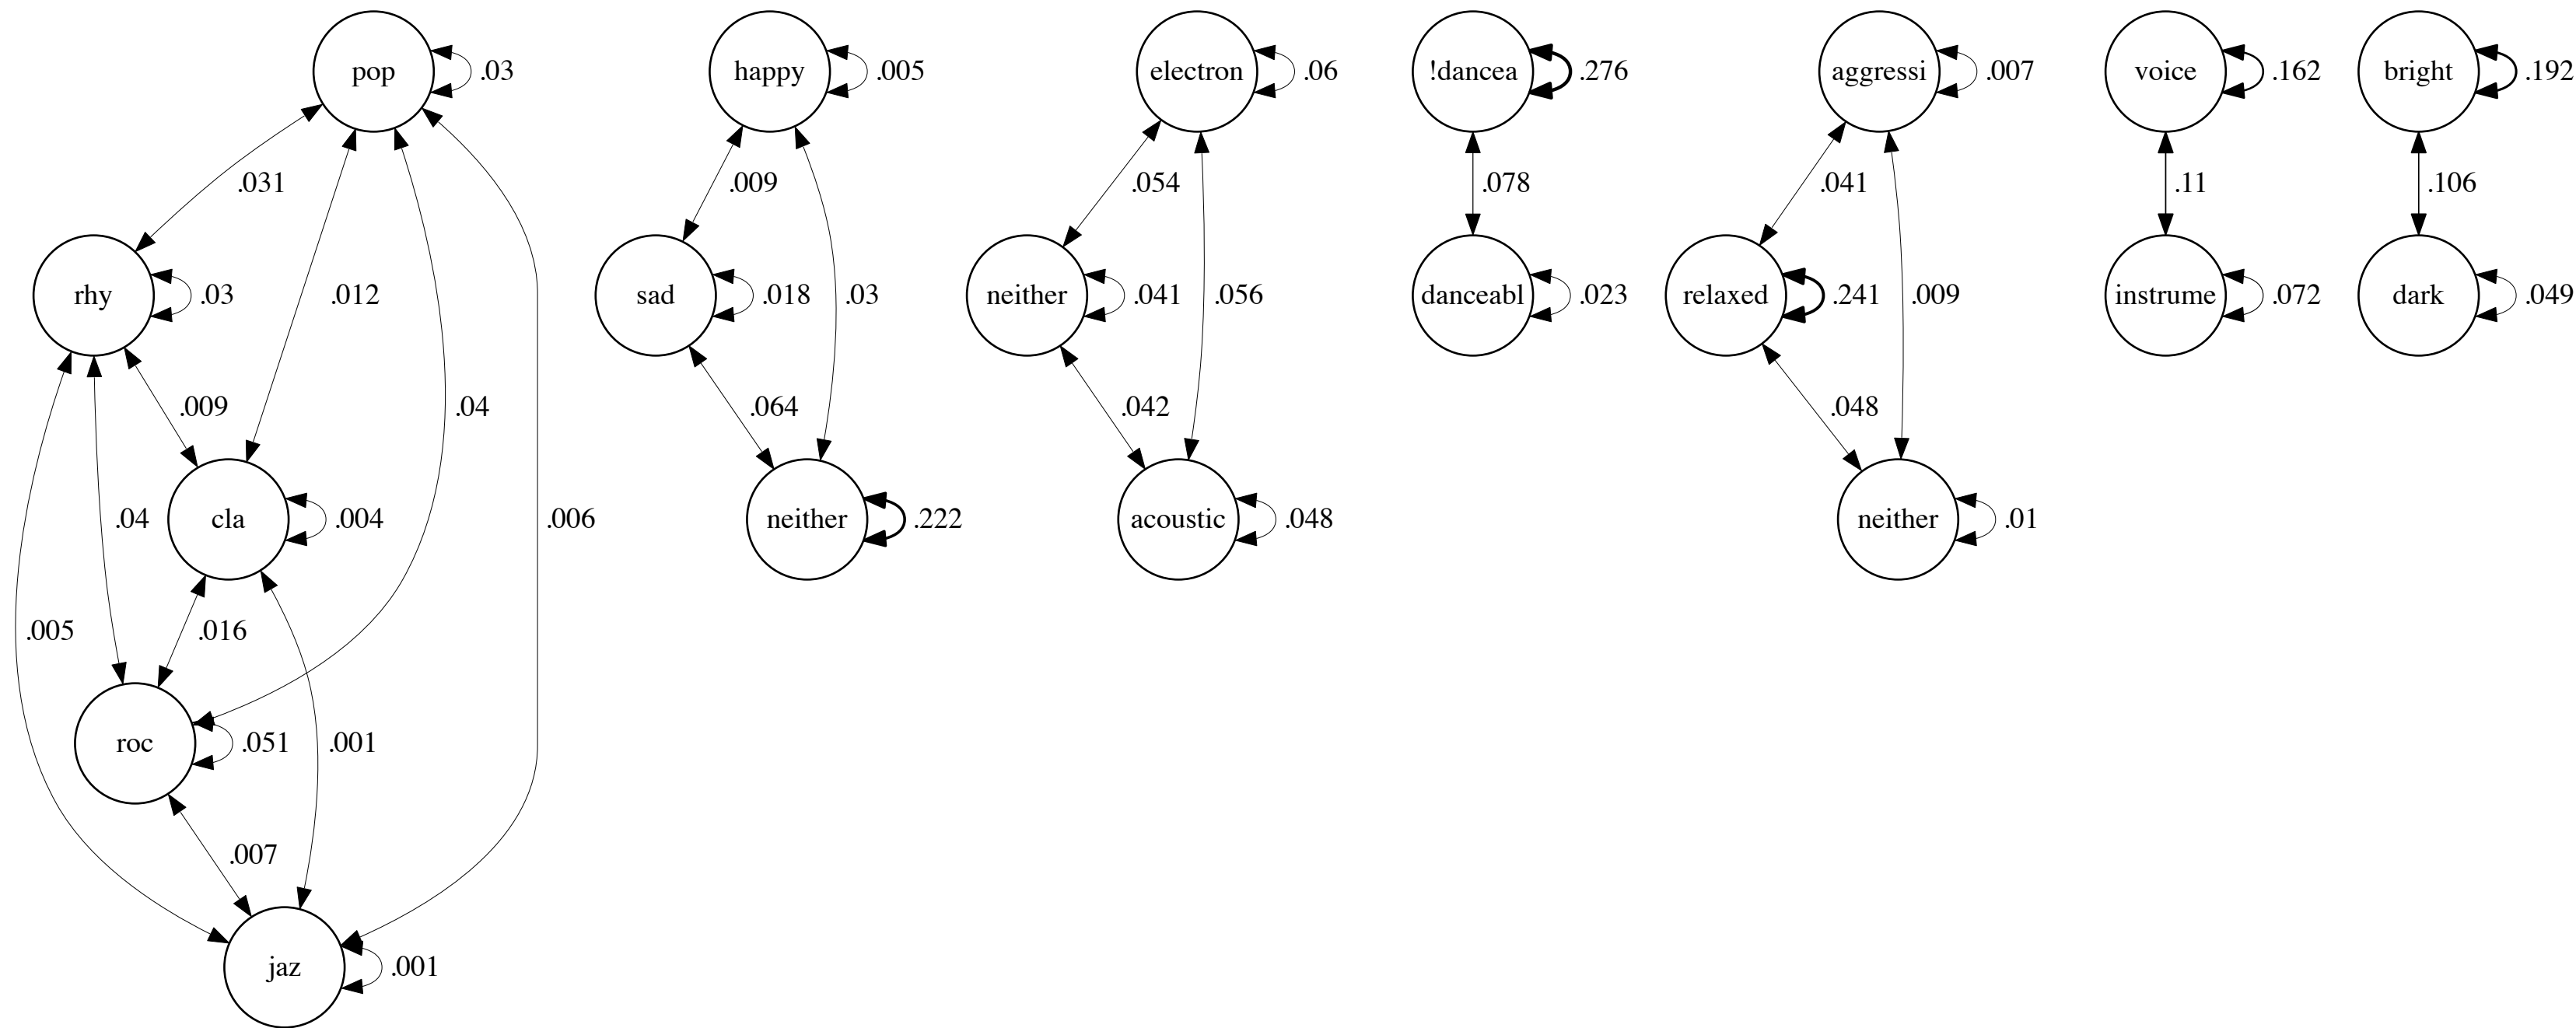 pop .03
happy .005
electron .06
!dancea .276
aggressi .007
voice .162
bright .192
.031
.009
.054
.078
.041
.11
.106
rhy .03
.012
sad .018
.03
neither .041
.056
danceabl .023
relaxed .241
.009
instrume .072
dark .049
.009
.04
.064
.042
.048
.04
cla .004
.006
neither .222
acoustic .048
neither .01
.005
.016
roc .051
.001
.007
jaz .001